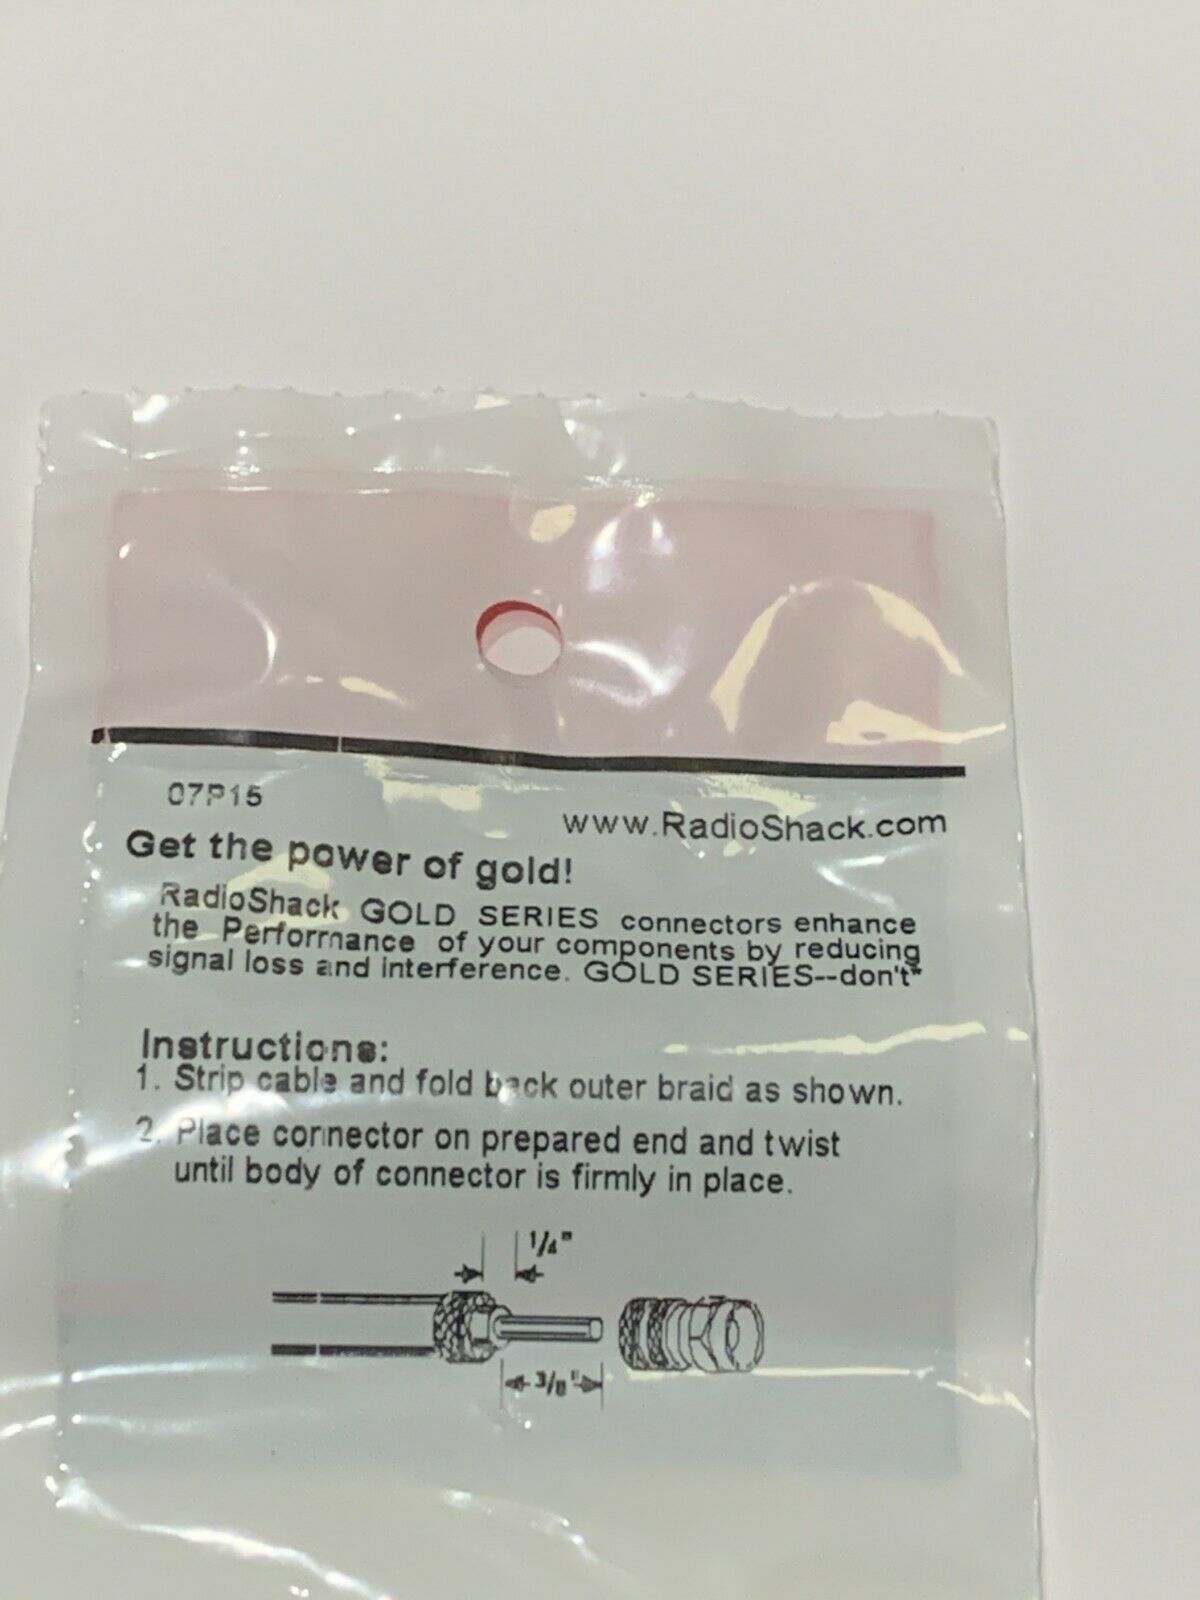 07P15
www.RadioShack.com
Get the power of gold!
RadioShack GOLD SERIES connectors enhance
the Performance of your components by reducing
signal loss and interference. GOLD SERIES--don't"
Instructions:
1. Strip cable and fold back outer braid as shown.
2. Place connector on prepared end and twist
until body of connector is firmly in place.
1/4"
3/8"